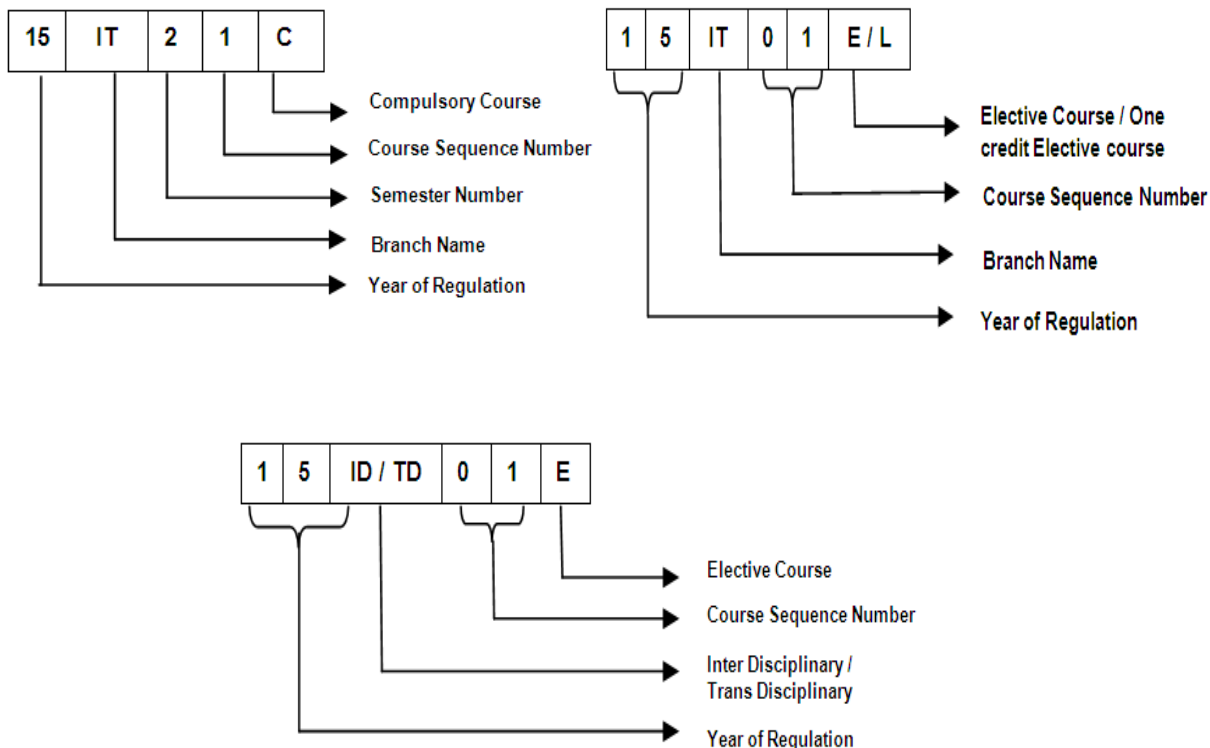 15 IT 2 1 C
Compulsory Course
Course Sequence Number
Semester Number
Branch Name
Year of Regulation
1 5 IT 0 1 E / L
Elective Course / One
credit Elective course
Course Sequence Number
Branch Name
Year of Regulation
1 5 ID / TD 0 1 E
Elective Course
Course Sequence Number
Inter Disciplinary /
Trans Disciplinary
Year of Regulation